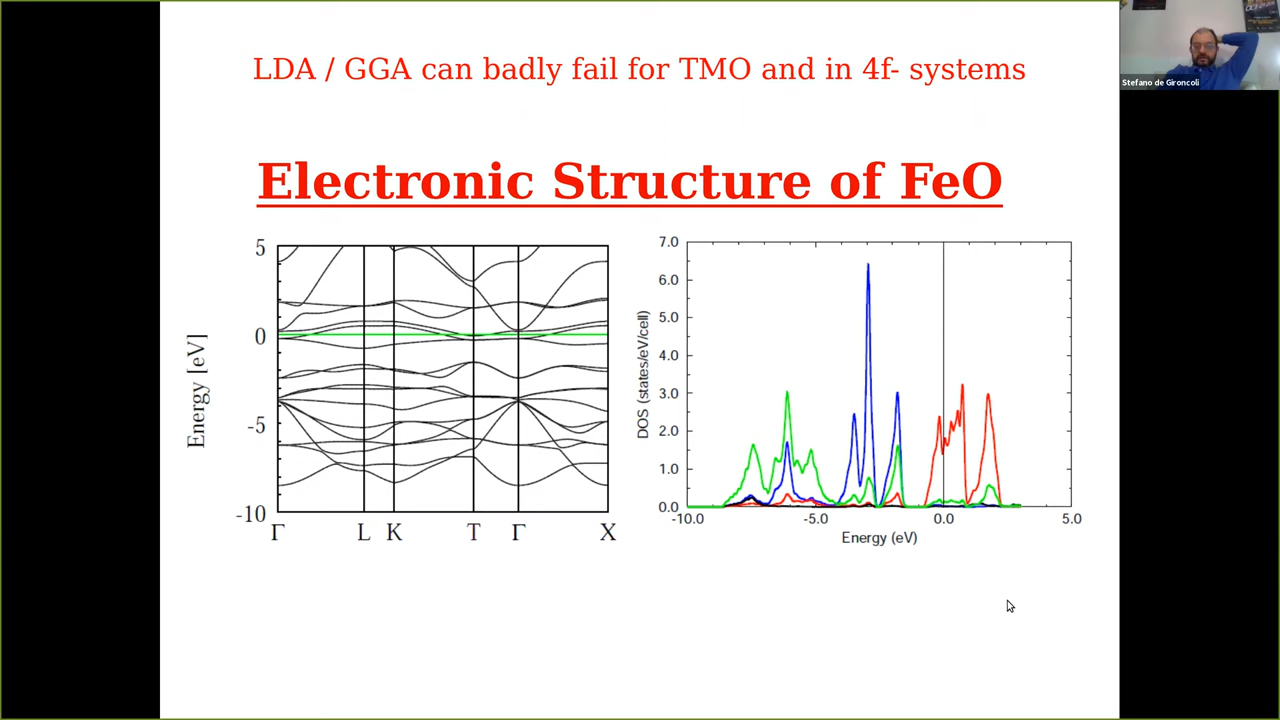 LDA / GGA can badly fail for TMO and in 4f- systems
Stefano de Gironcoli
Electronic Structure of FeO
5
0
-5
-10
Energy [eV]
Γ L K T Γ X
7.0
6.0
5.0
4.0
3.0
2.0
1.0
0.0
DOS (states/eV/cell)
-10.0 -5.0 0.0 5.0
Energy (eV)